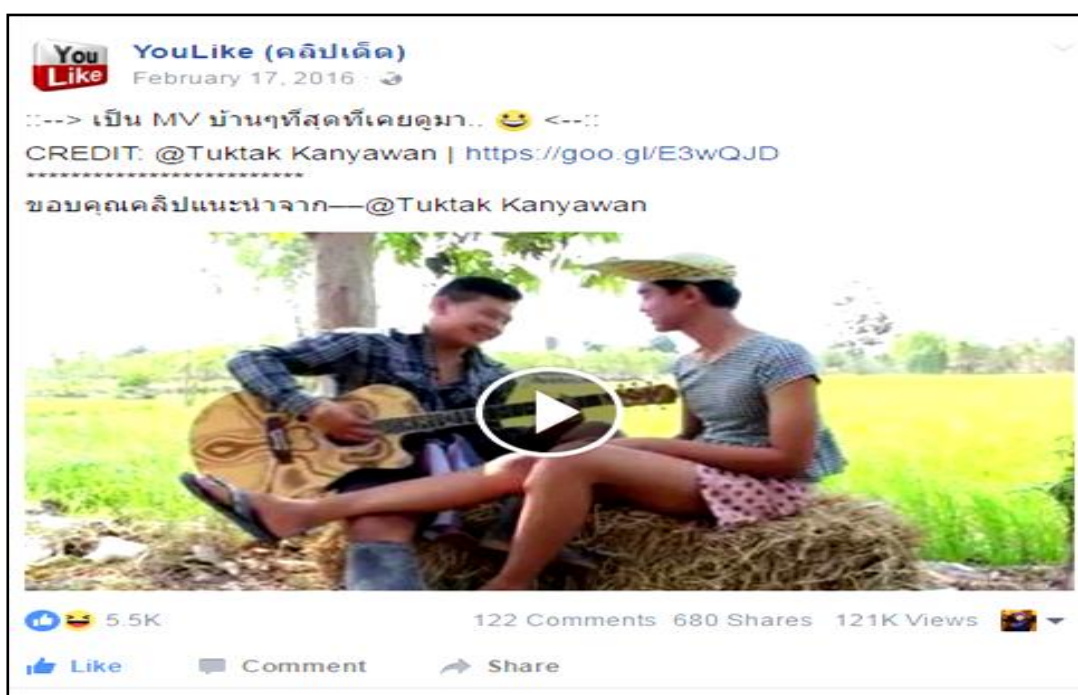 You
Like
YouLike (คลิปเด็ด)
February 17, 2016 ·
::--> เป็น MV บ้านๆที่สุดที่เคยดูมา.. 😆 <--::
CREDIT: @Tuktak Kanyawan | https://goo.gl/E3wQJD
*************************
ขอบคุณคลิปแนะนำจาก—@Tuktak Kanyawan
5.5K
122 Comments 680 Shares 121K Views
Like Comment Share